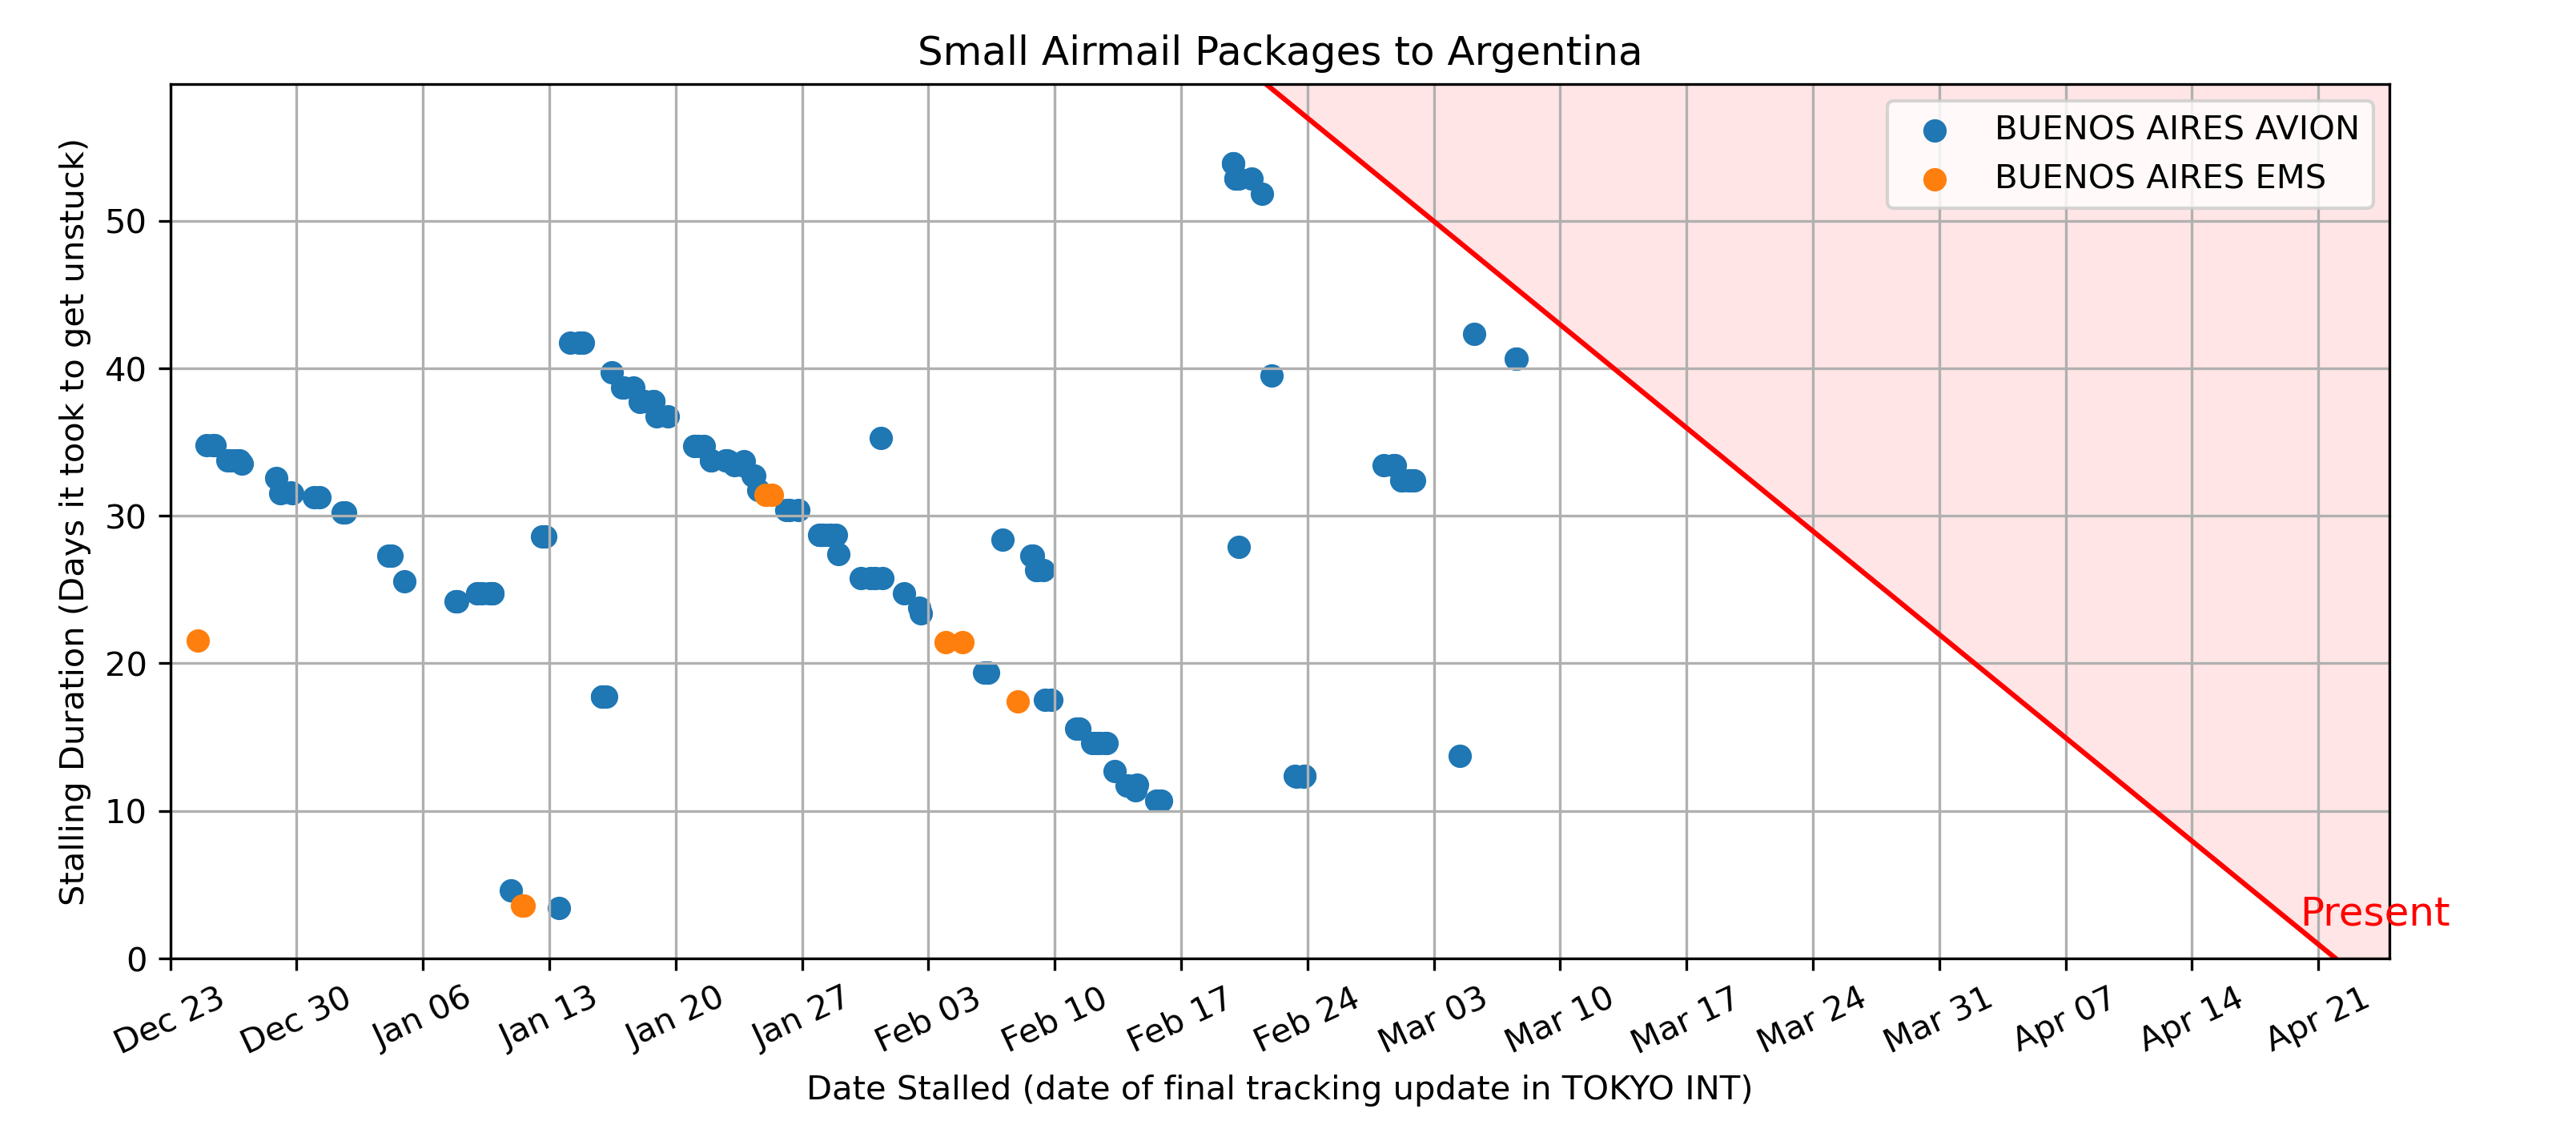 Small Airmail Packages to Argentina
BUENOS AIRES AVION
BUENOS AIRES EMS
Stalling Duration (Days it took to get unstuck)
50
40
30
20
10
0
Present
Dec 23 Dec 30 Jan 06 Jan 13 Jan 20 Jan 27 Feb 03 Feb 10 Feb 17 Feb 24 Mar 03 Mar 10 Mar 17 Mar 24 Mar 31 Apr 07 Apr 14 Apr 21
Date Stalled (date of final tracking update in TOKYO INT)